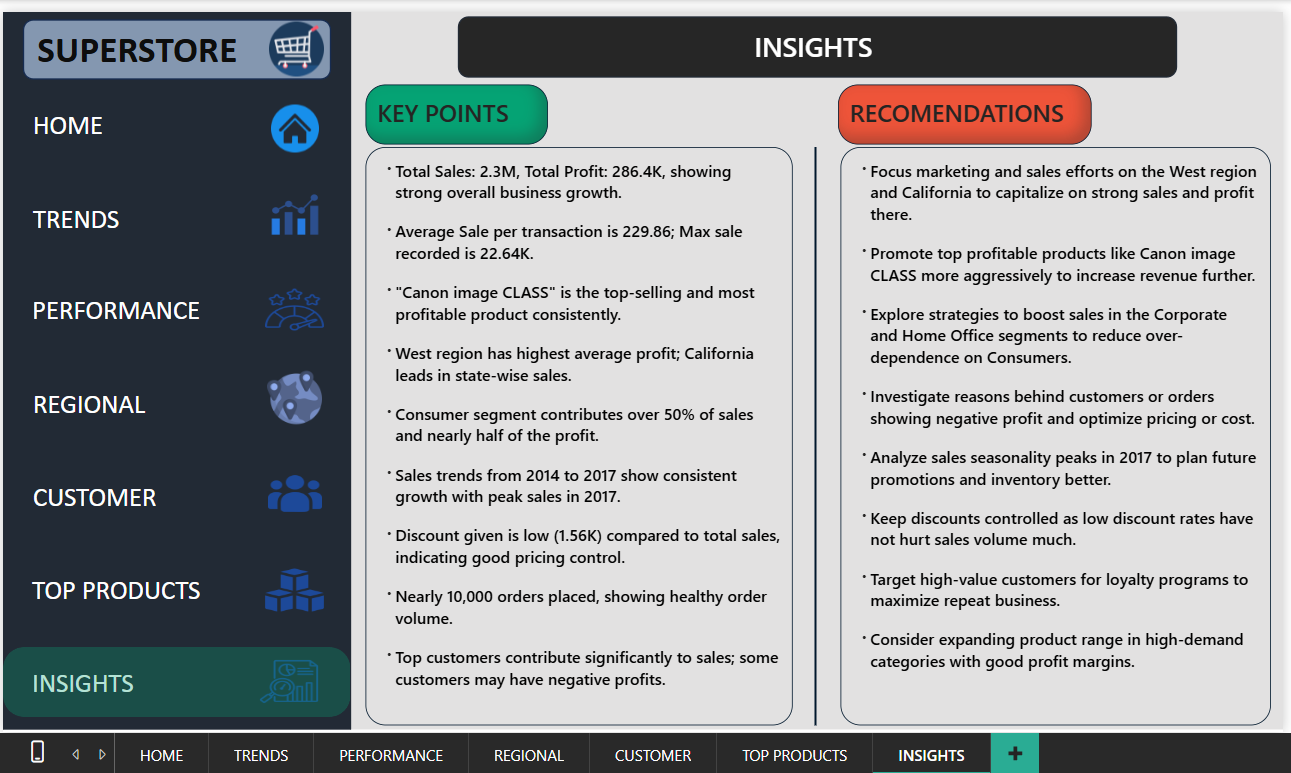 SUPERSTORE
HOME
TRENDS
PERFORMANCE
REGIONAL
CUSTOMER
TOP PRODUCTS
INSIGHTS
INSIGHTS
KEY POINTS
· Total Sales: 2.3M, Total Profit: 286.4K, showing
strong overall business growth.
· Average Sale per transaction is 229.86; Max sale
recorded is 22.64K.
· "Canon image CLASS" is the top-selling and most
profitable product consistently.
· West region has highest average profit; California
leads in state-wise sales.
· Consumer segment contributes over 50% of sales
and nearly half of the profit.
· Sales trends from 2014 to 2017 show consistent
growth with peak sales in 2017.
· Discount given is low (1.56K) compared to total sales,
indicating good pricing control.
· Nearly 10,000 orders placed, showing healthy order
volume.
· Top customers contribute significantly to sales; some
customers may have negative profits.
RECOMENDATIONS
· Focus marketing and sales efforts on the West region
and California to capitalize on strong sales and profit
there.
· Promote top profitable products like Canon image
CLASS more aggressively to increase revenue further.
· Explore strategies to boost sales in the Corporate
and Home Office segments to reduce over-
dependence on Consumers.
· Investigate reasons behind customers or orders
showing negative profit and optimize pricing or cost.
· Analyze sales seasonality peaks in 2017 to plan future
promotions and inventory better.
· Keep discounts controlled as low discount rates have
not hurt sales volume much.
· Target high-value customers for loyalty programs to
maximize repeat business.
· Consider expanding product range in high-demand
categories with good profit margins.
HOME TRENDS PERFORMANCE REGIONAL CUSTOMER TOP PRODUCTS INSIGHTS +